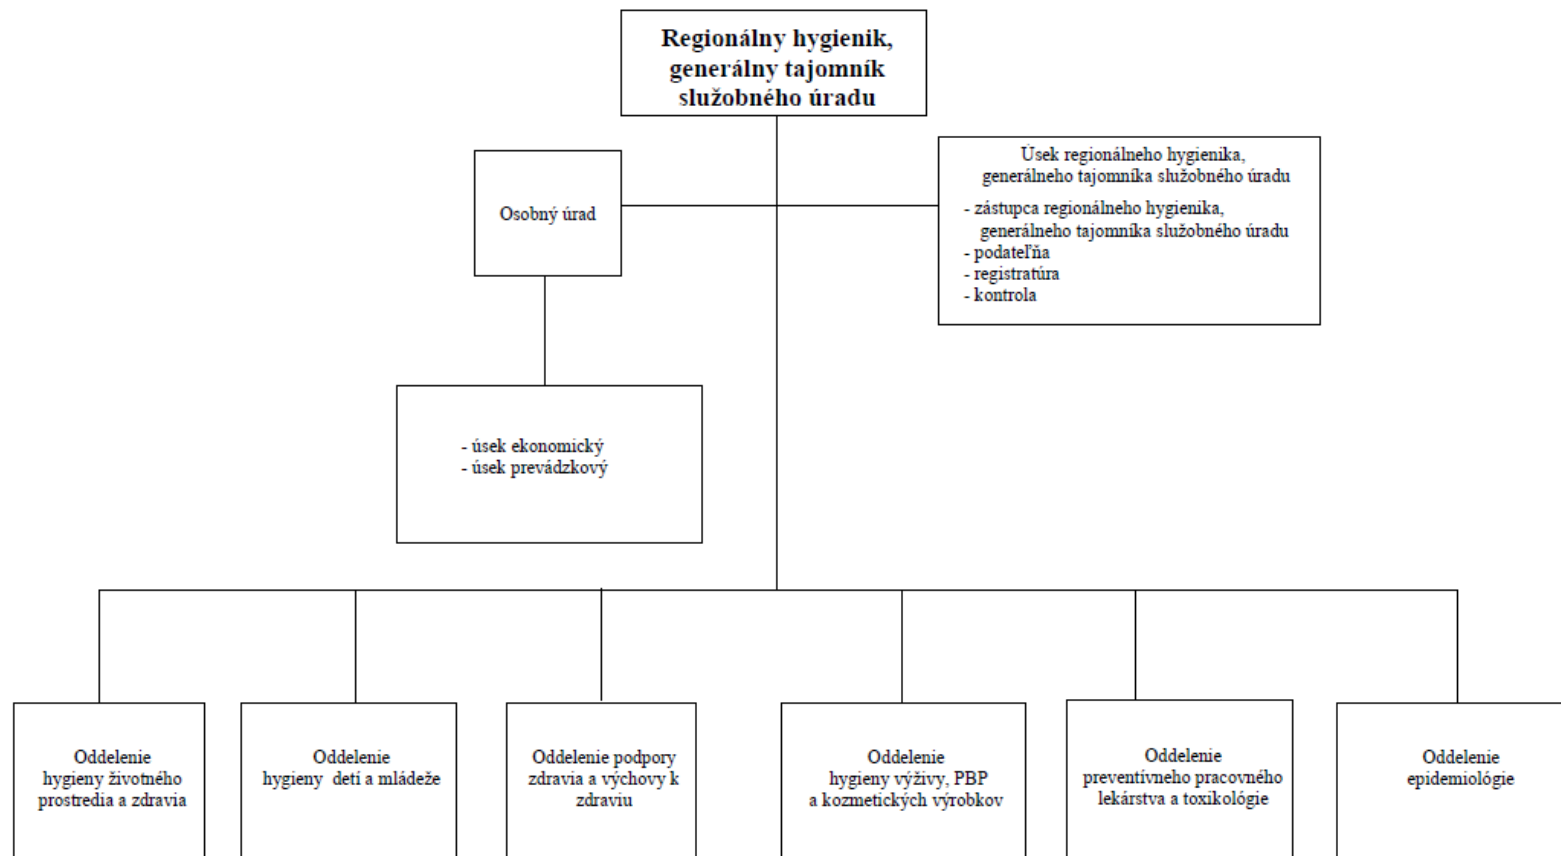 Regionálny hygienik,
generálny tajomník
služobného úradu
Osobný úrad
Úsek regionálneho hygienika,
generálneho tajomníka služobného úradu
- zástupca regionálneho hygienika,
generálneho tajomníka služobného úradu
- podateľňa
- registratúra
- kontrola
- úsek ekonomický
- úsek prevádzkový
Oddelenie
hygieny životného
prostredia a zdravia
Oddelenie
hygieny detí a mládeže
Oddelenie podpory
zdravia a výchovy k
zdraviu
Oddelenie
hygieny výživy, PBP
a kozmetických výrobkov
Oddelenie
preventívneho pracovného
lekárstva a toxikológie
Oddelenie
epidemiológie